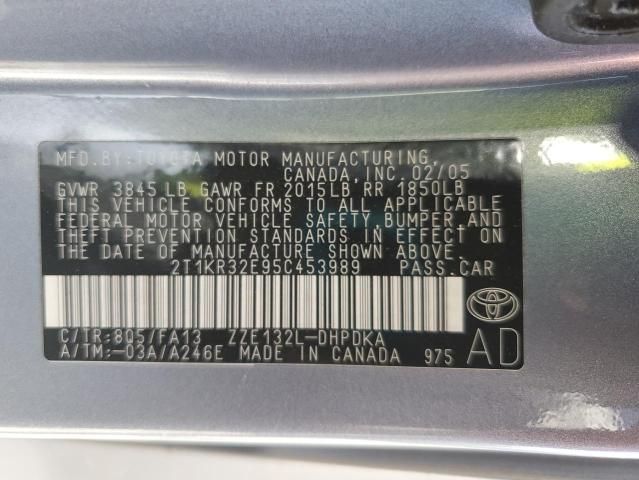 MFD. BY: TOYOTA MOTOR MANUFACTURING,
CANADA, INC. 02/05
GVWR 3845 LB GAWR FR 2015LB RR 1850LB
THIS VEHICLE CONFORMS TO ALL APPLICABLE
FEDERAL MOTOR VEHICLE SAFETY BUMPER AND
THEFT PREVENTION STANDARDS IN EFFECT ON
THE DATE OF MANUFACTURE SHOWN ABOVE.
2T1KR32E95C453989 PASS.CAR
C/TR:8Q5/FA13 ZZE132L-DHPDKA
A/TM:-03A/A246E MADE IN CANADA 975 AD